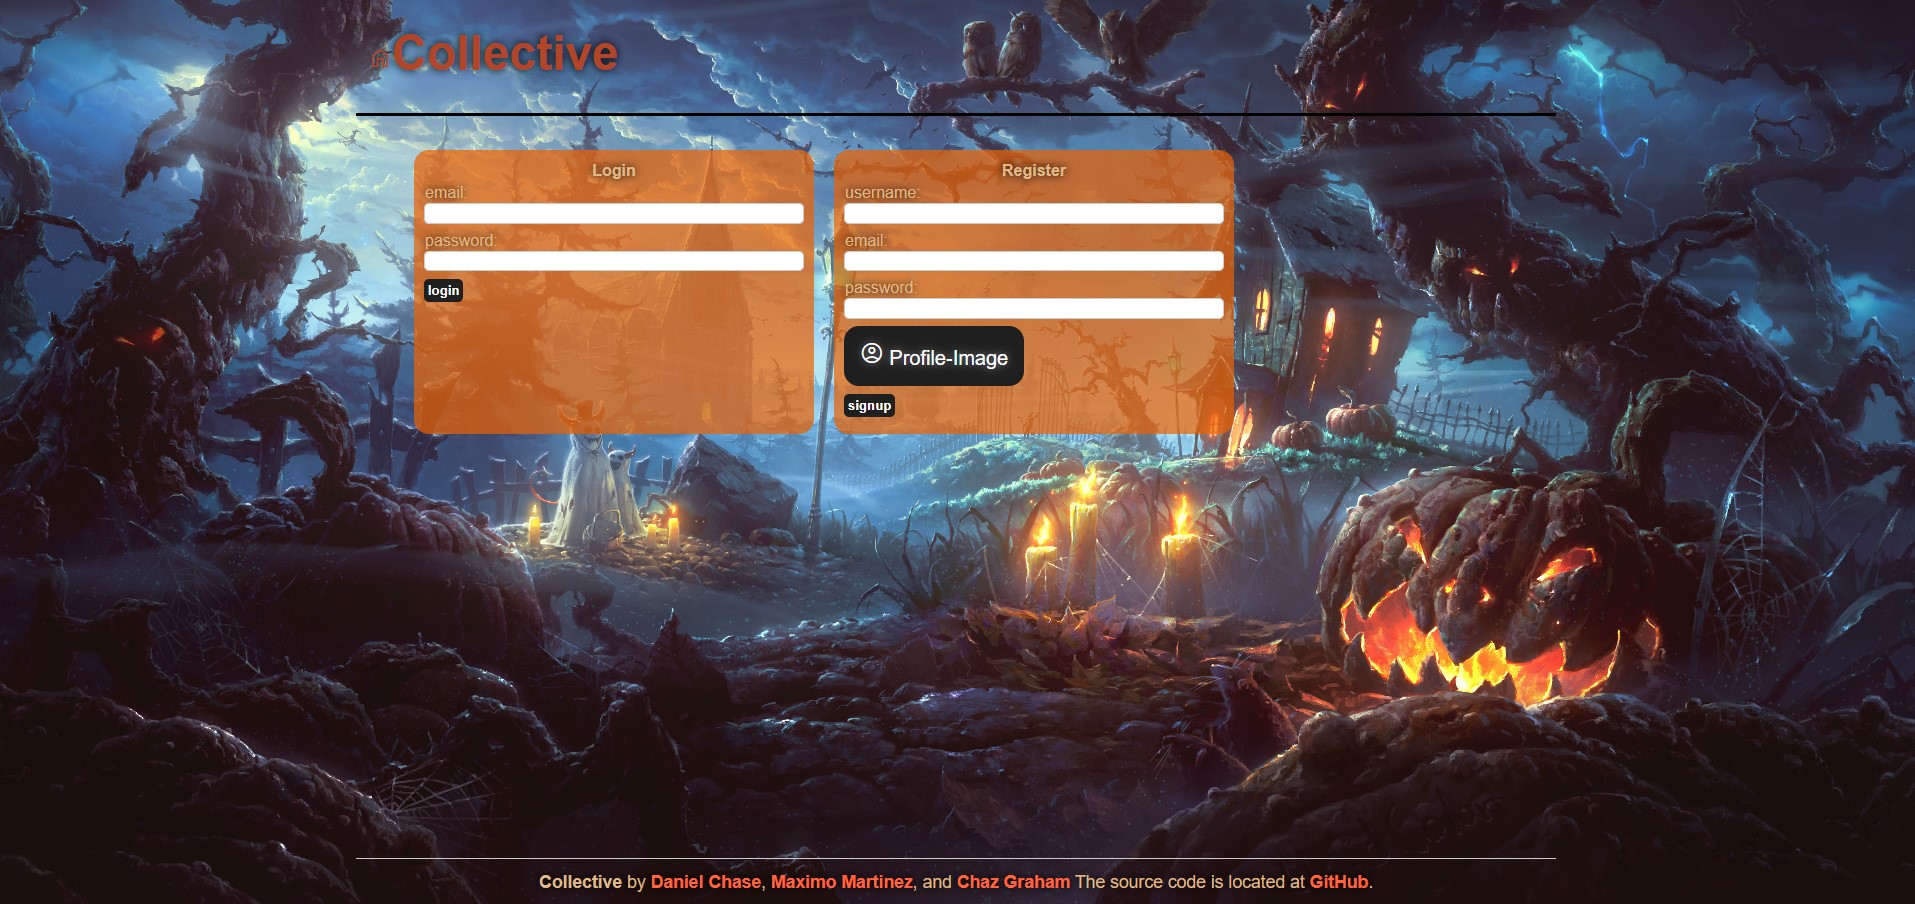 Collective
Login
email:
password:
login
Register
username:
email:
password:
Profile-Image
signup
Collective by Daniel Chase, Maximo Martinez, and Chaz Graham The source code is located at GitHub.